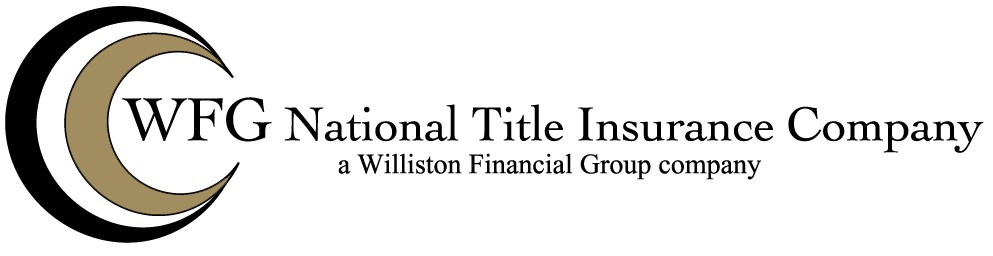 WFG National Title Insurance Company
a Williston Financial Group company